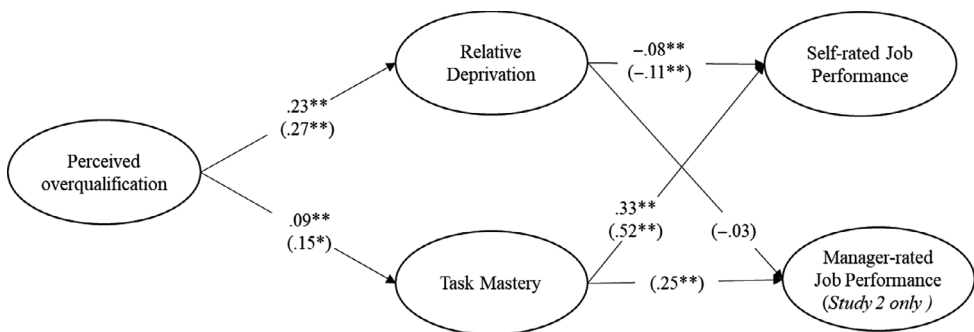 Relative
Deprivation
−.08**
(−.11**)
Self-rated Job
Performance
.23**
(.27**)
Perceived
overqualification
.09**
(.15*)
.33**
(.52**)
(−.03)
Task Mastery
(.25**)
Manager-rated
Job Performance
(Study 2 only )